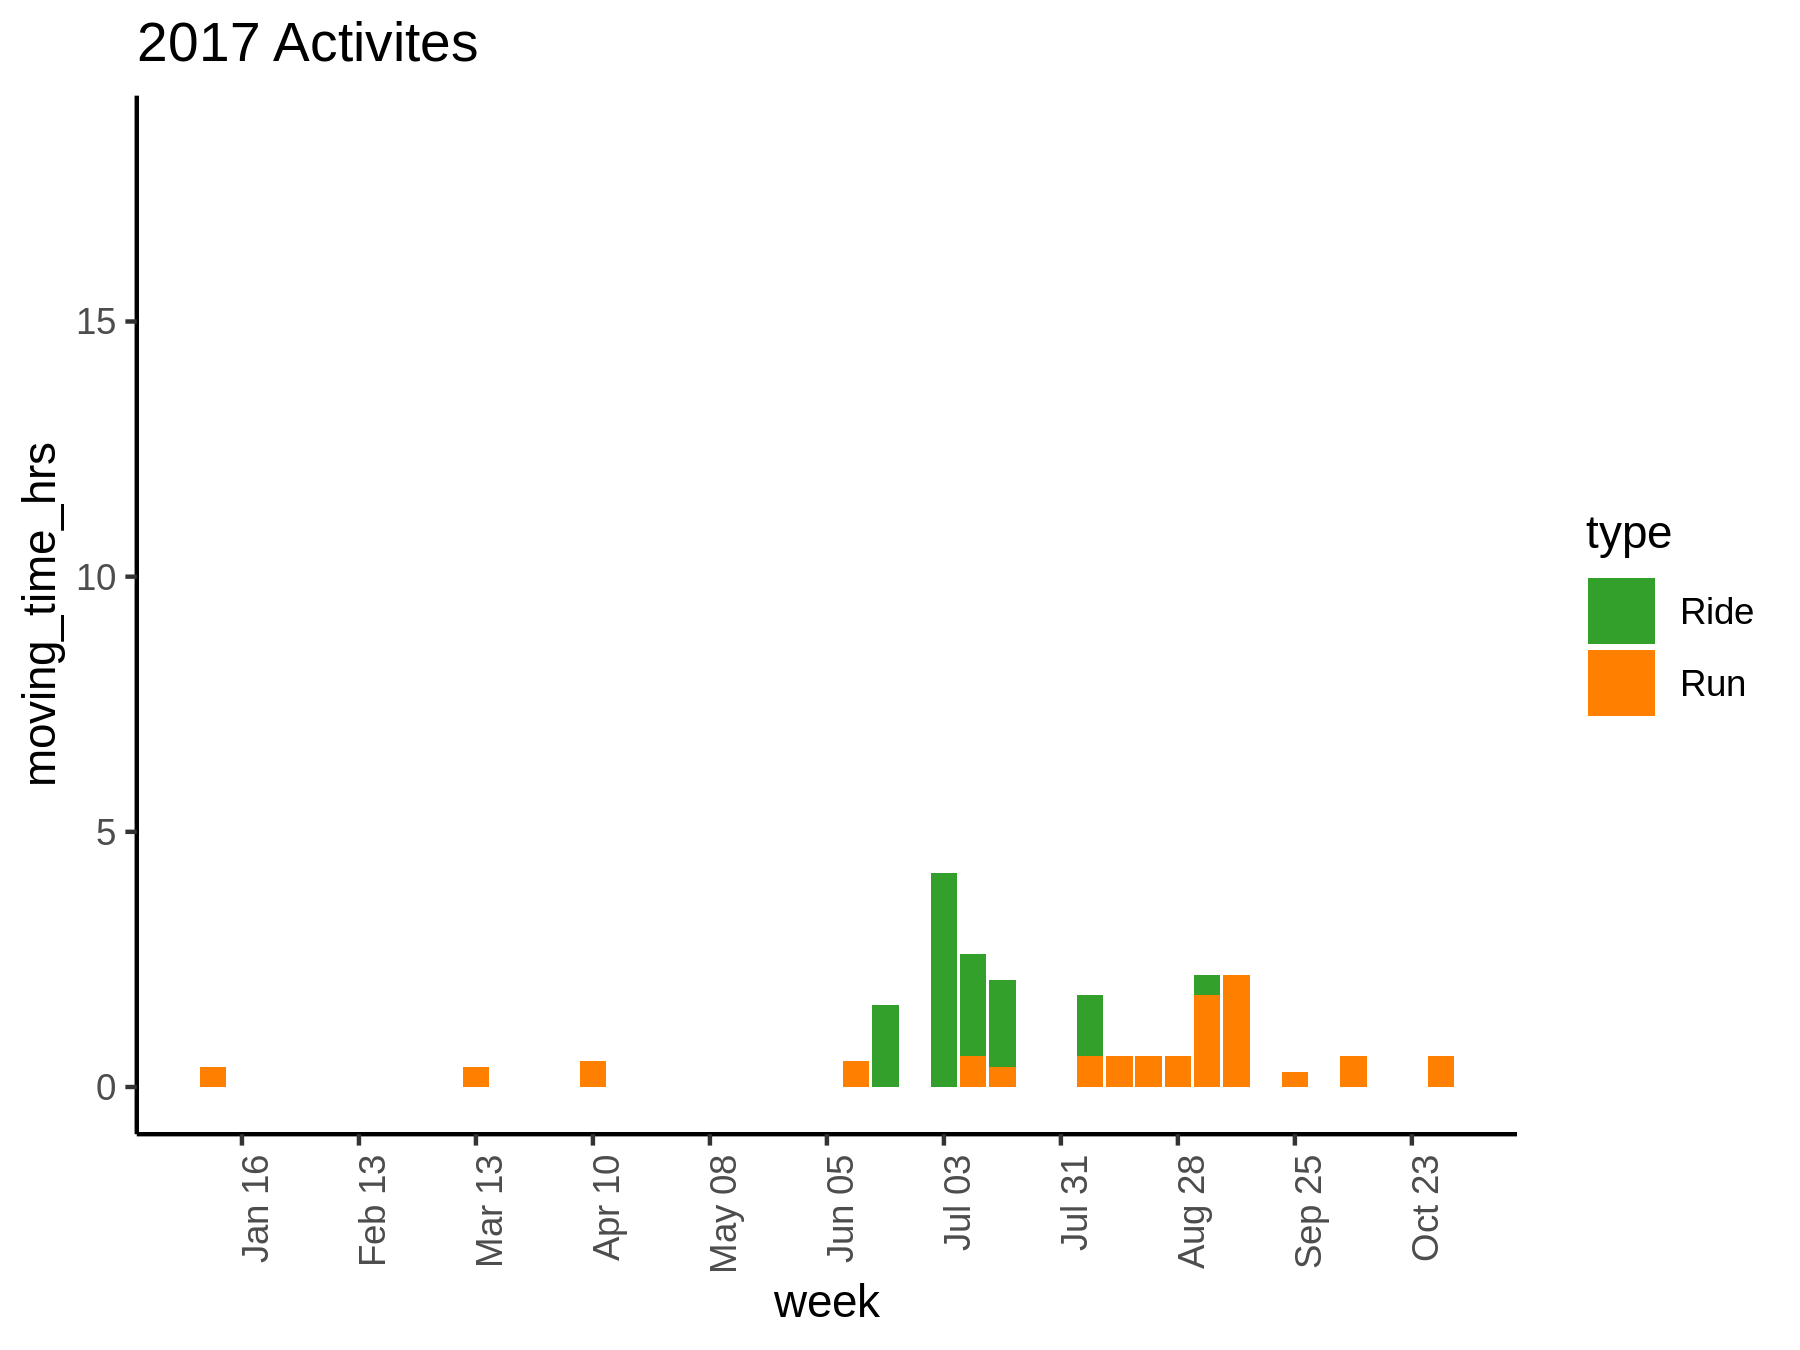 2017 Activites
moving_time_hrs
15
10
5
0
Jan 16
Feb 13
Mar 13
Apr 10
May 08
Jun 05
Jul 03
Jul 31
Aug 28
Sep 25
Oct 23
week
type
Ride
Run